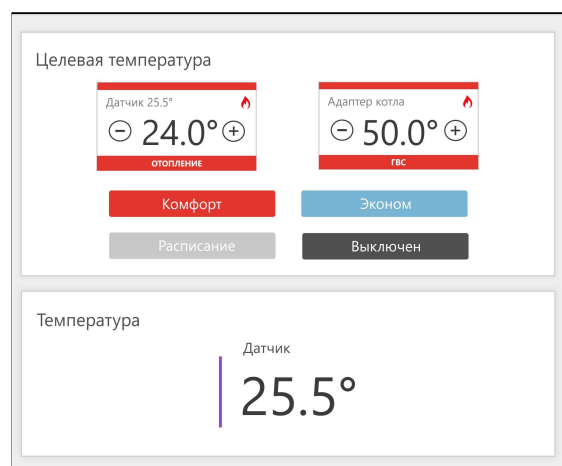 Целевая температура
Датчик 25.5°
24.0°
ОТОПЛЕНИЕ
Адаптер котла
50.0°
ГВС
Комфорт
Эконом
Расписание
Выключен
Температура
Датчик
25.5°